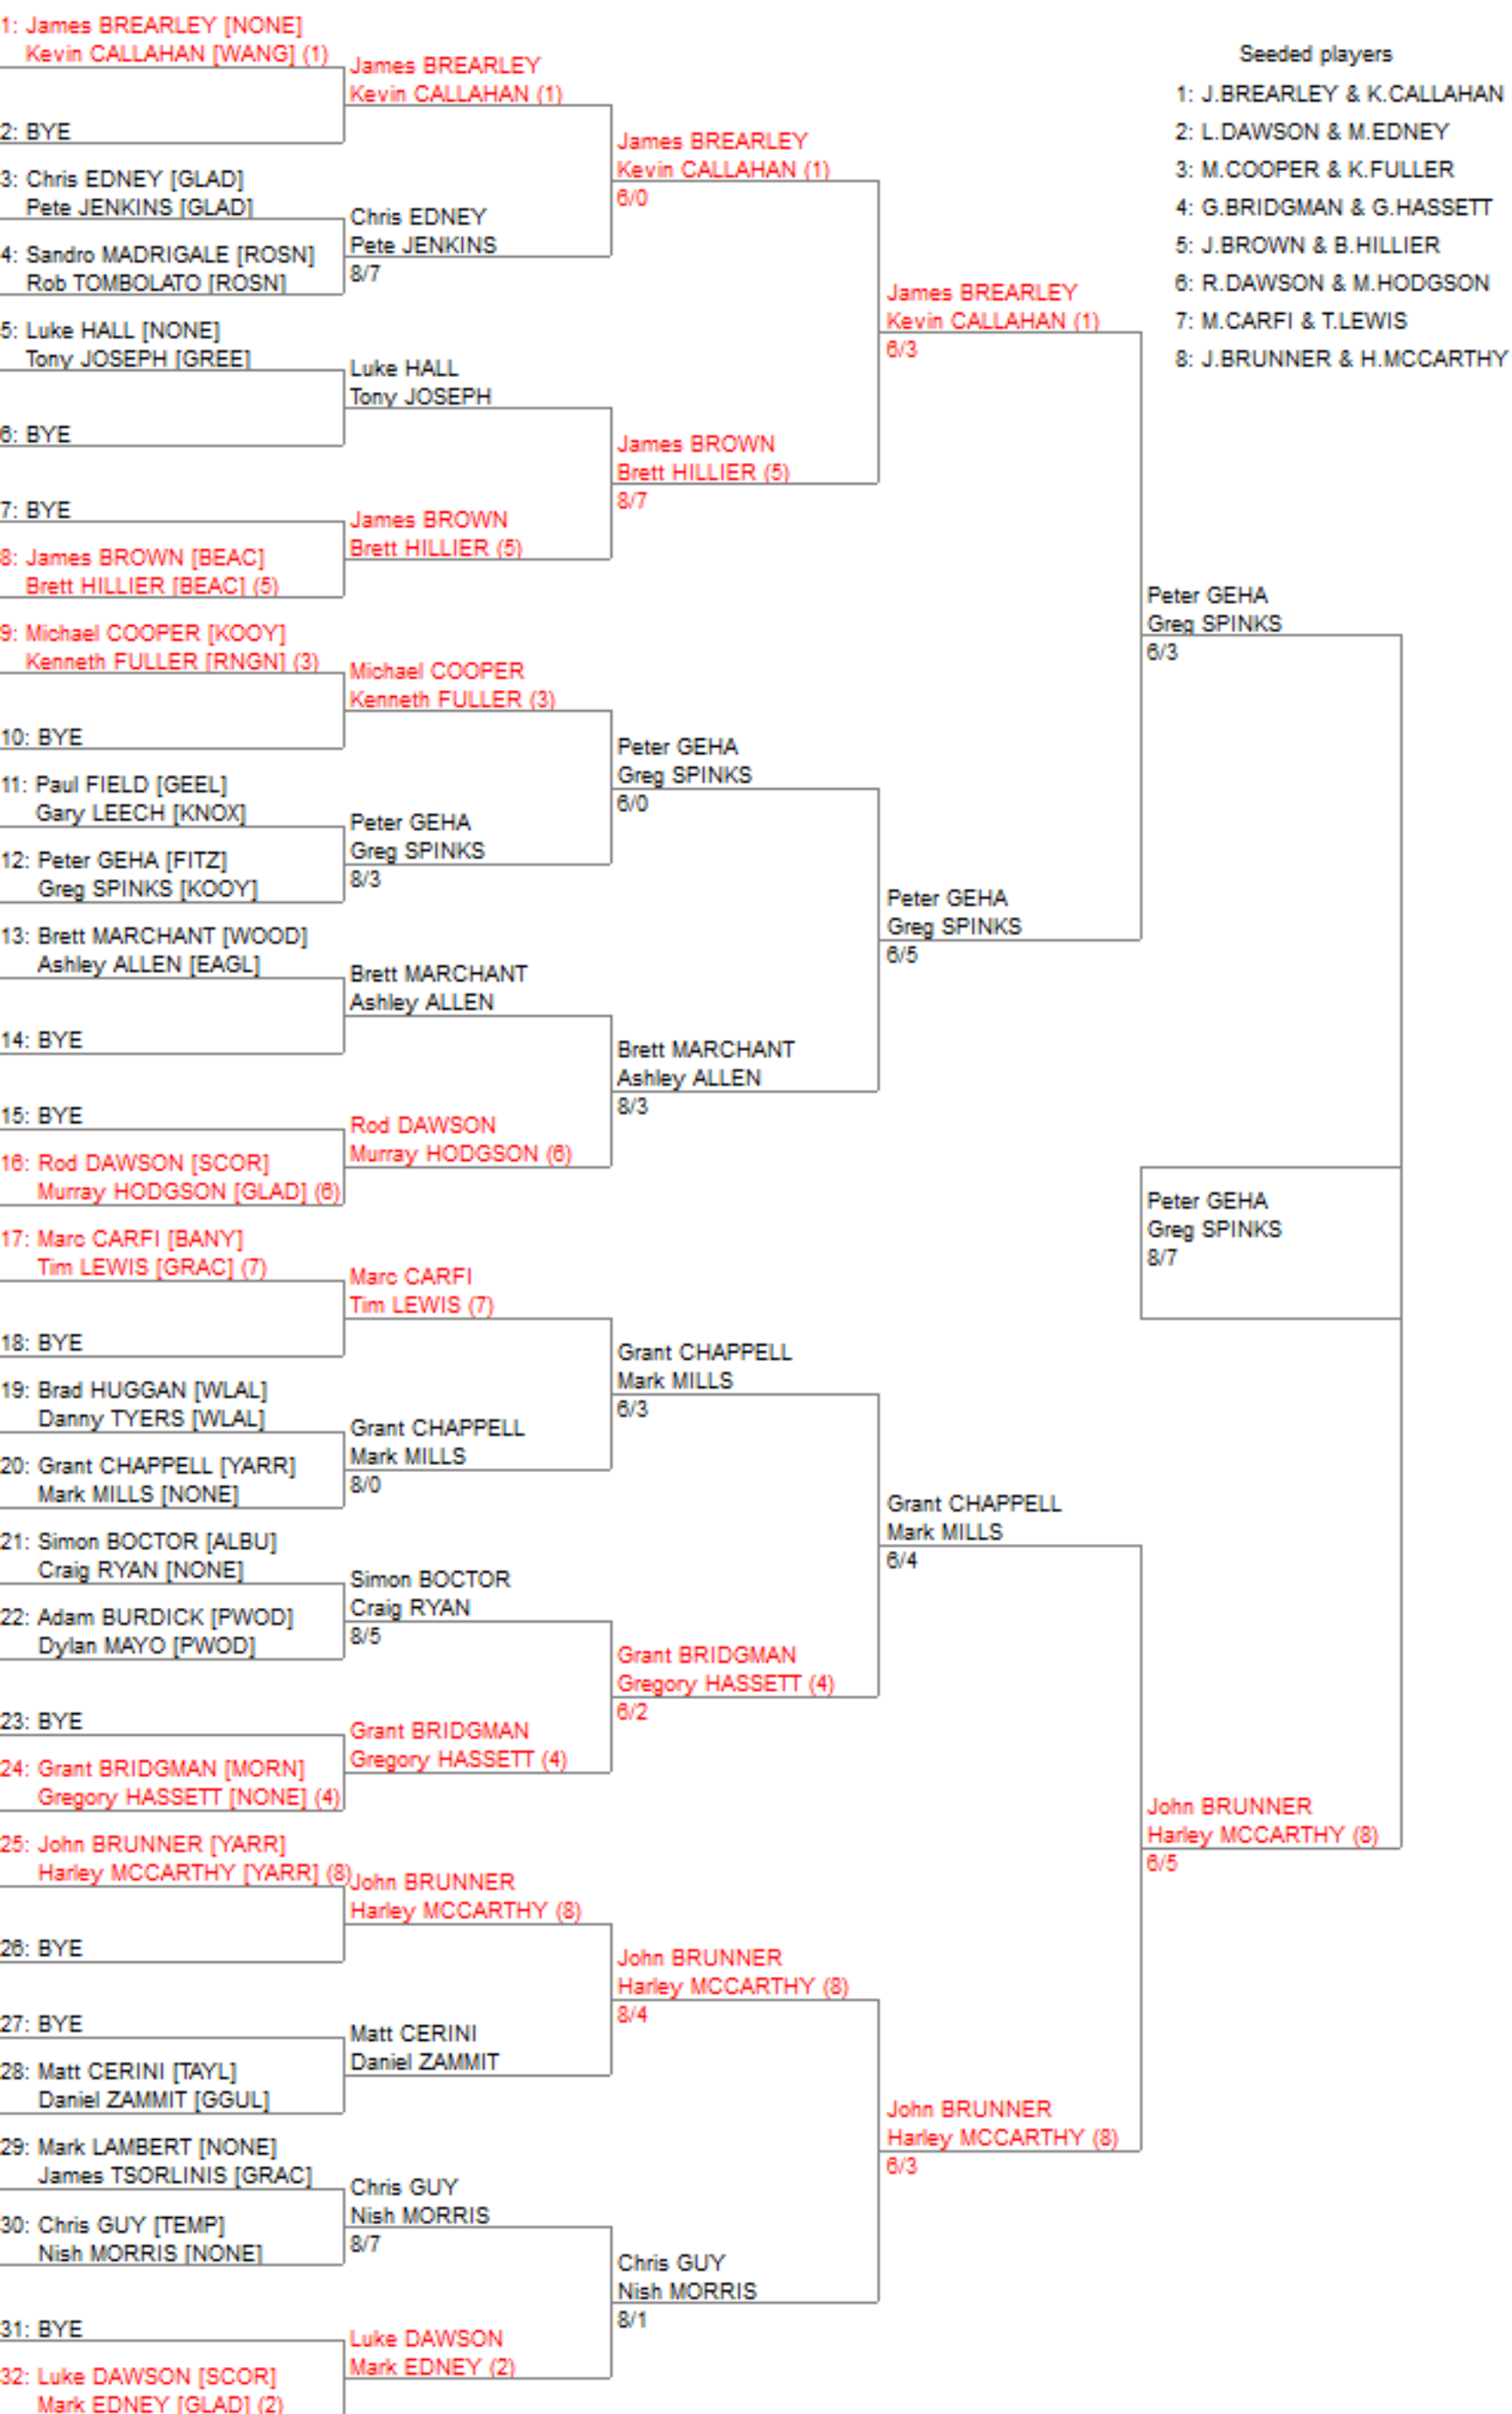 1: James BREARLEY [NONE]
Kevin CALLAHAN [WANG] (1)
2: BYE
3: Chris EDNEY [GLAD]
Pete JENKINS [GLAD]
4: Sandro MADRIGALE [ROSN]
Rob TOMBOLATO [ROSN]
5: Luke HALL [NONE]
Tony JOSEPH [GREE]
6: BYE
7: BYE
8: James BROWN [BEAC]
Brett HILLIER [BEAC] (5)
9: Michael COOPER [KOOY]
Kenneth FULLER [RNGN] (3)
10: BYE
11: Paul FIELD [GEEL]
Gary LEECH [KNOX]
12: Peter GEHA [FITZ]
Greg SPINKS [KOOY]
13: Brett MARCHANT [WOOD]
Ashley ALLEN [EAGL]
14: BYE
15: BYE
16: Rod DAWSON [SCOR]
Murray HODGSON [GLAD] (6)
17: Marc CARFI [BANY]
Tim LEWIS [GRAC] (7)
18: BYE
19: Brad HUGGAN [WLAL]
Danny TYERS [WLAL]
20: Grant CHAPPELL [YARR]
Mark MILLS [NONE]
21: Simon BOCTOR [ALBU]
Craig RYAN [NONE]
22: Adam BURDICK [PWOD]
Dylan MAYO [PWOD]
23: BYE
24: Grant BRIDGMAN [MORN]
Gregory HASSETT [NONE] (4)
25: John BRUNNER [YARR]
Harley MCCARTHY [YARR] (8)
26: BYE
27: BYE
28: Matt CERINI [TAYL]
Daniel ZAMMIT [GGUL]
29: Mark LAMBERT [NONE]
James TSORLINIS [GRAC]
30: Chris GUY [TEMP]
Nish MORRIS [NONE]
31: BYE
32: Luke DAWSON [SCOR]
Mark EDNEY [GLAD] (2)
James BREARLEY
Kevin CALLAHAN (1)
Chris EDNEY
Pete JENKINS
8/7
Luke HALL
Tony JOSEPH
James BROWN
Brett HILLIER (5)
Michael COOPER
Kenneth FULLER (3)
Peter GEHA
Greg SPINKS
8/3
Brett MARCHANT
Ashley ALLEN
Rod DAWSON
Murray HODGSON (6)
Marc CARFI
Tim LEWIS (7)
Grant CHAPPELL
Mark MILLS
8/0
Simon BOCTOR
Craig RYAN
8/5
Grant BRIDGMAN
Gregory HASSETT (4)
John BRUNNER
Harley MCCARTHY (8)
Matt CERINI
Daniel ZAMMIT
Chris GUY
Nish MORRIS
8/7
Luke DAWSON
Mark EDNEY (2)
James BREARLEY
Kevin CALLAHAN (1)
6/0
James BROWN
Brett HILLIER (5)
8/7
Peter GEHA
Greg SPINKS
6/0
Brett MARCHANT
Ashley ALLEN
8/3
Grant CHAPPELL
Mark MILLS
6/3
Grant BRIDGMAN
Gregory HASSETT (4)
6/2
John BRUNNER
Harley MCCARTHY (8)
8/4
Chris GUY
Nish MORRIS
8/1
James BREARLEY
Kevin CALLAHAN (1)
6/3
Peter GEHA
Greg SPINKS
6/5
Grant CHAPPELL
Mark MILLS
6/4
John BRUNNER
Harley MCCARTHY (8)
6/3
Peter GEHA
Greg SPINKS
6/3
Peter GEHA
Greg SPINKS
8/7
John BRUNNER
Harley MCCARTHY (8)
6/5
Seeded players
1: J.BREARLEY & K.CALLAHAN
2: L.DAWSON & M.EDNEY
3: M.COOPER & K.FULLER
4: G.BRIDGMAN & G.HASSETT
5: J.BROWN & B.HILLIER
6: R.DAWSON & M.HODGSON
7: M.CARFI & T.LEWIS
8: J.BRUNNER & H.MCCARTHY